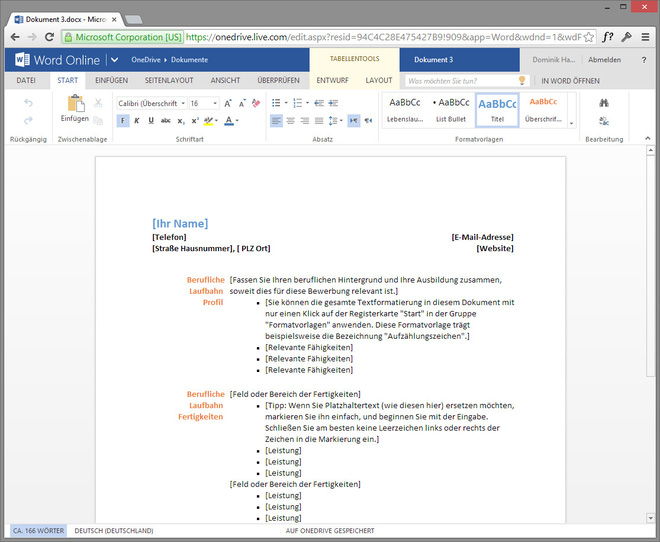 Dokument 3.docx - Micros
Microsoft Corporation [US] https://onedrive.live.com/edit.aspx?resid=94C4C28E475427B9!909&app=Word&wdnd=1&wdF
f?
Word Online OneDrive ▸ Dokumente TABELLENTOOLS Dokument 3 Dominik Ha... Abmelden ?
DATEI START EINFÜGEN SEITENLAYOUT ANSICHT ÜBERPRÜFEN ENTWURF LAYOUT Was möchten Sie tun? IN WORD ÖFFNEN
Einfügen
Calibri (Überschrift 16 A A
F K U abc x₂ x² ab A
AaBbCc AaBbCc AaBbCc AaBbCc
Lebenslau... List Bullet Titel Überschrif...
Rückgängig Zwischenablage Schriftart Absatz Formatvorlagen Bearbeitung
[Ihr Name]
[Telefon] [E-Mail-Adresse]
[Straße Hausnummer], [ PLZ Ort] [Website]
Berufliche [Fassen Sie Ihren beruflichen Hintergrund und Ihre Ausbildung zusammen,
Laufbahn soweit dies für diese Bewerbung relevant ist.]
Profil ▪ [Sie können die gesamte Textformatierung in diesem Dokument mit
nur einen Klick auf der Registerkarte "Start" in der Gruppe
"Formatvorlagen" anwenden. Diese Formatvorlage trägt
beispielsweise die Bezeichnung "Aufzählungszeichen".]
▪ [Relevante Fähigkeiten]
▪ [Relevante Fähigkeiten]
▪ [Relevante Fähigkeiten]
Berufliche [Feld oder Bereich der Fertigkeiten]
Laufbahn ▪ [Tipp: Wenn Sie Platzhaltertext (wie diesen hier) ersetzen möchten,
Fertigkeiten markieren Sie ihn einfach, und beginnen Sie mit der Eingabe.
Schließen Sie am besten keine Leerzeichen links oder rechts der
Zeichen in die Markierung ein.]
▪ [Leistung]
▪ [Leistung]
▪ [Leistung]
[Feld oder Bereich der Fertigkeiten]
▪ [Leistung]
▪ [Leistung]
▪ [Leistung]
CA. 166 WÖRTER DEUTSCH (DEUTSCHLAND) AUF ONEDRIVE GESPEICHERT